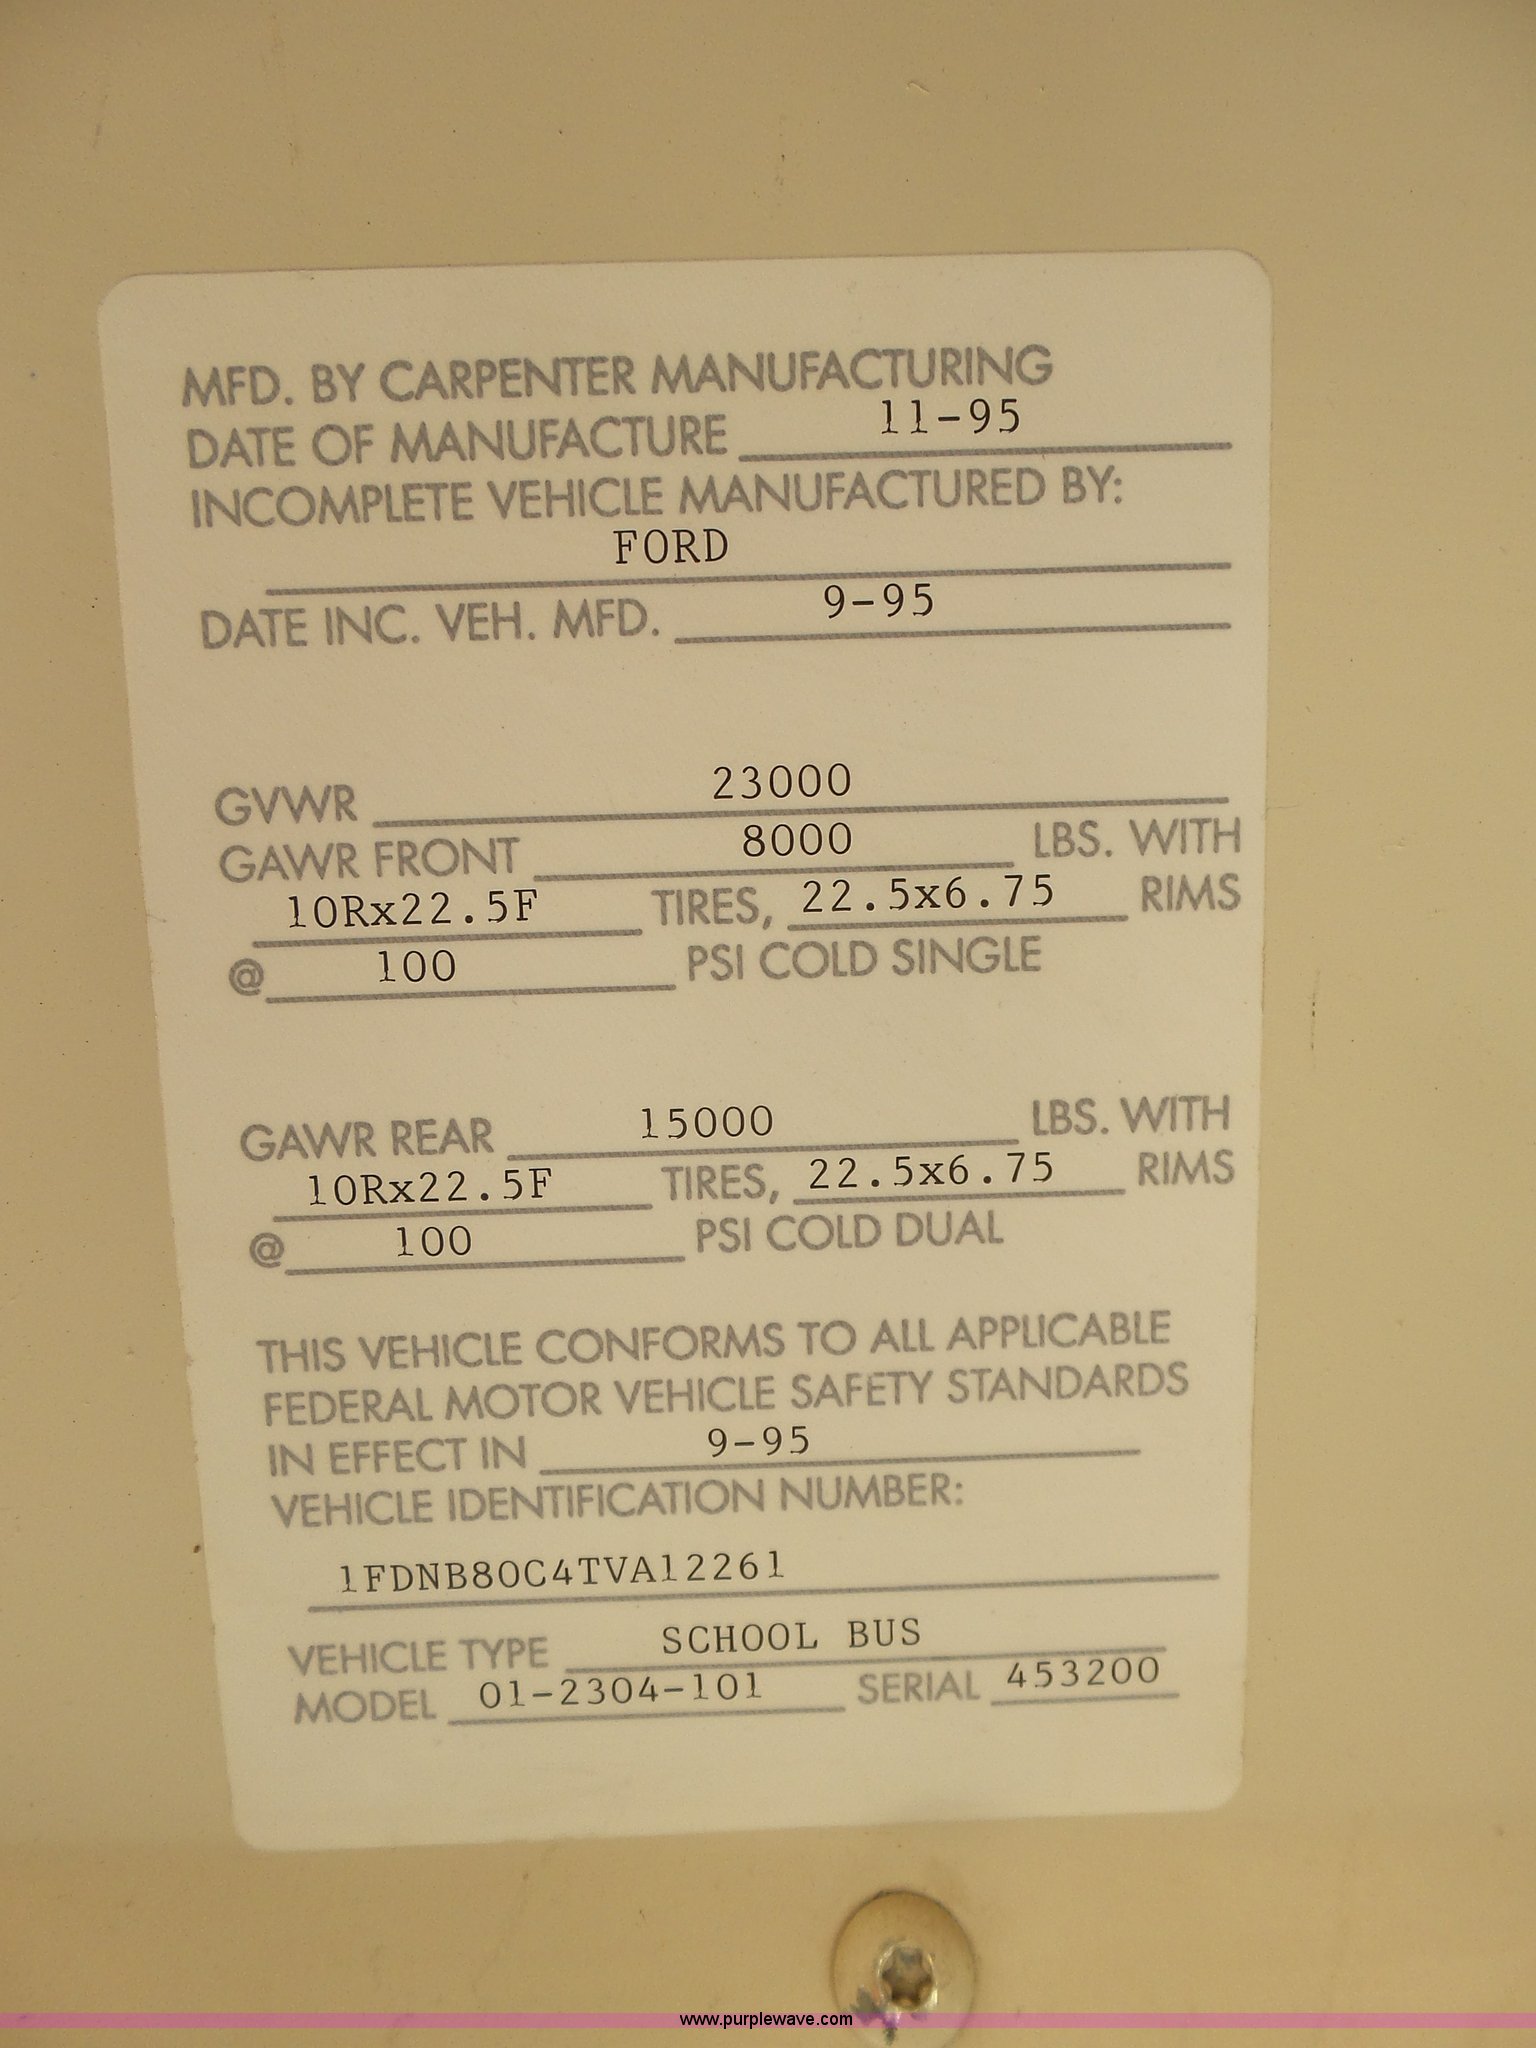 MFD. BY CARPENTER MANUFACTURING
DATE OF MANUFACTURE 11-95
INCOMPLETE VEHICLE MANUFACTURED BY:
FORD
DATE INC. VEH. MFD. 9-95
GVWR 23000
GAWR FRONT 8000 LBS. WITH
10Rx22.5F TIRES, 22.5x6.75 RIMS
@ 100 PSI COLD SINGLE
GAWR REAR 15000 LBS. WITH
10Rx22.5F TIRES, 22.5x6.75 RIMS
@ 100 PSI COLD DUAL
THIS VEHICLE CONFORMS TO ALL APPLICABLE
FEDERAL MOTOR VEHICLE SAFETY STANDARDS
IN EFFECT IN 9-95
VEHICLE IDENTIFICATION NUMBER:
1FDNB80C4TVA12261
VEHICLE TYPE SCHOOL BUS
MODEL 01-2304-101 SERIAL 453200
www.purplewave.com